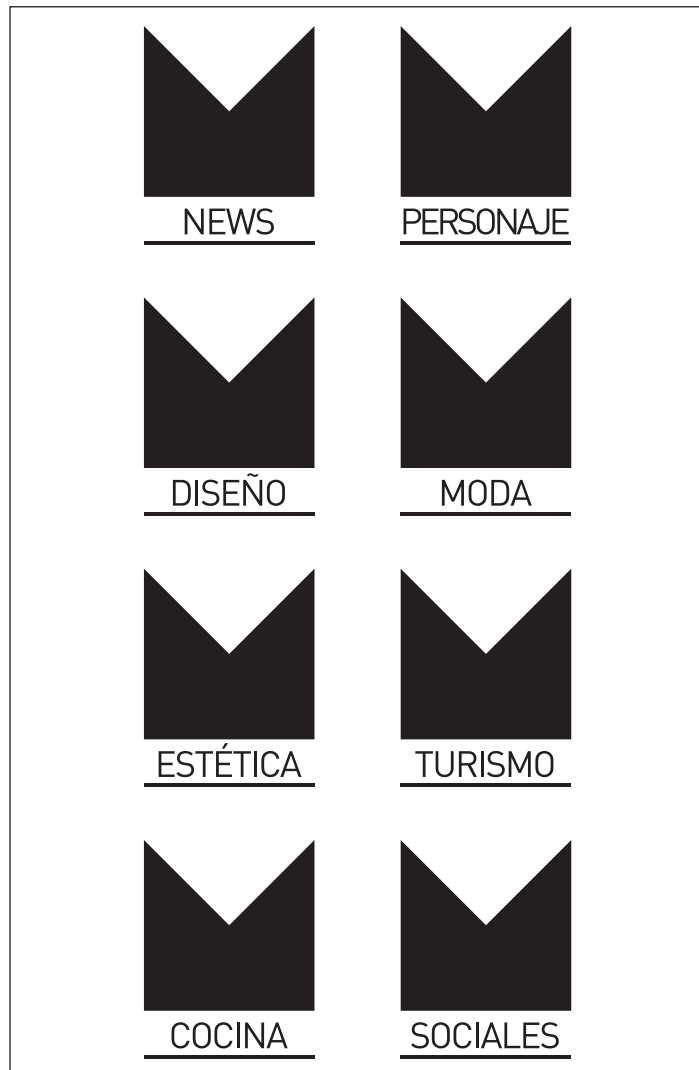 NEWS
PERSONAJE
DISEÑO
MODA
ESTÉTICA
TURISMO
COCINA
SOCIALES